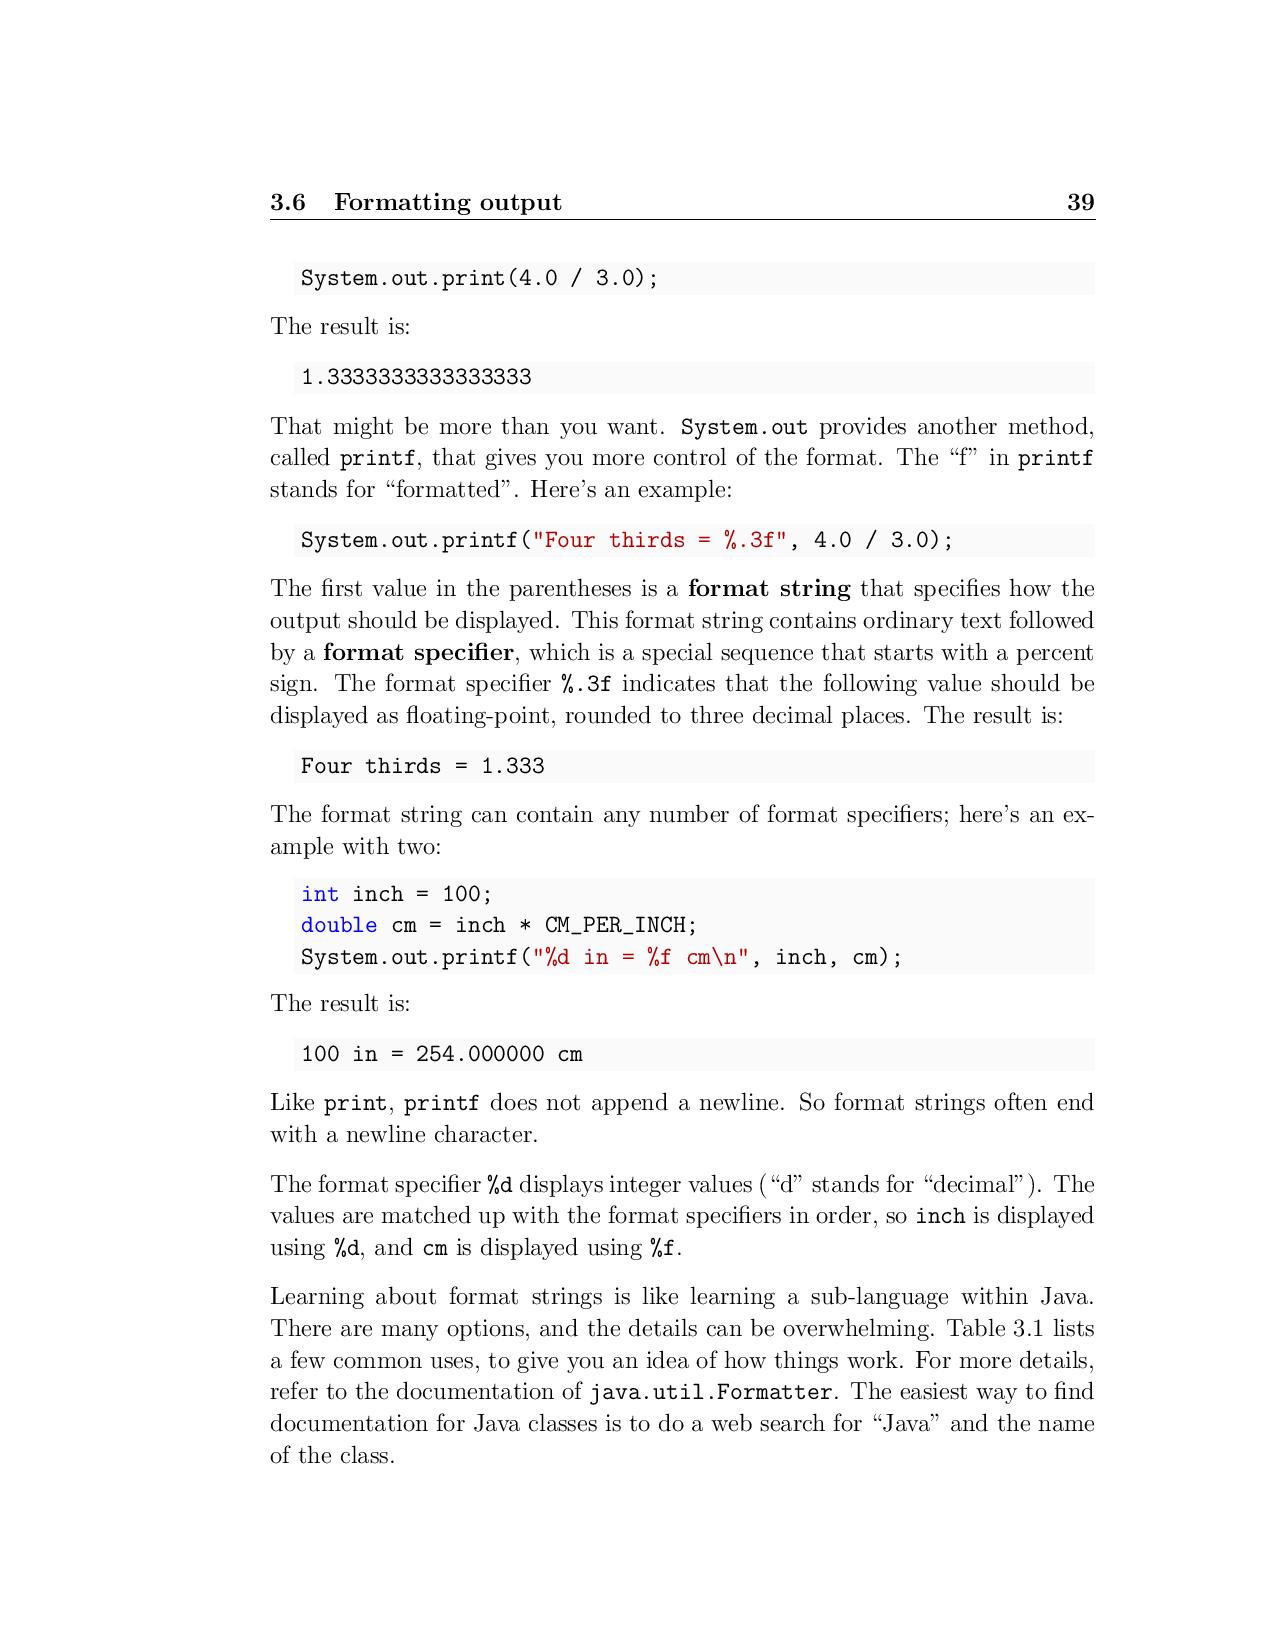 3.6 Formatting output 39
System.out.print(4.0 / 3.0);
The result is:
1.3333333333333333
That might be more than you want. System.out provides another method,
called printf, that gives you more control of the format. The “f” in printf
stands for “formatted”. Here’s an example:
System.out.printf("Four thirds = %.3f", 4.0 / 3.0);
The first value in the parentheses is a format string that specifies how the
output should be displayed. This format string contains ordinary text followed
by a format specifier, which is a special sequence that starts with a percent
sign. The format specifier %.3f indicates that the following value should be
displayed as floating-point, rounded to three decimal places. The result is:
Four thirds = 1.333
The format string can contain any number of format specifiers; here’s an ex-
ample with two:
int inch = 100;
double cm = inch * CM_PER_INCH;
System.out.printf("%d in = %f cm\n", inch, cm);
The result is:
100 in = 254.000000 cm
Like print, printf does not append a newline. So format strings often end
with a newline character.
The format specifier %d displays integer values (“d” stands for “decimal”). The
values are matched up with the format specifiers in order, so inch is displayed
using %d, and cm is displayed using %f.
Learning about format strings is like learning a sub-language within Java.
There are many options, and the details can be overwhelming. Table 3.1 lists
a few common uses, to give you an idea of how things work. For more details,
refer to the documentation of java.util.Formatter. The easiest way to find
documentation for Java classes is to do a web search for “Java” and the name
of the class.